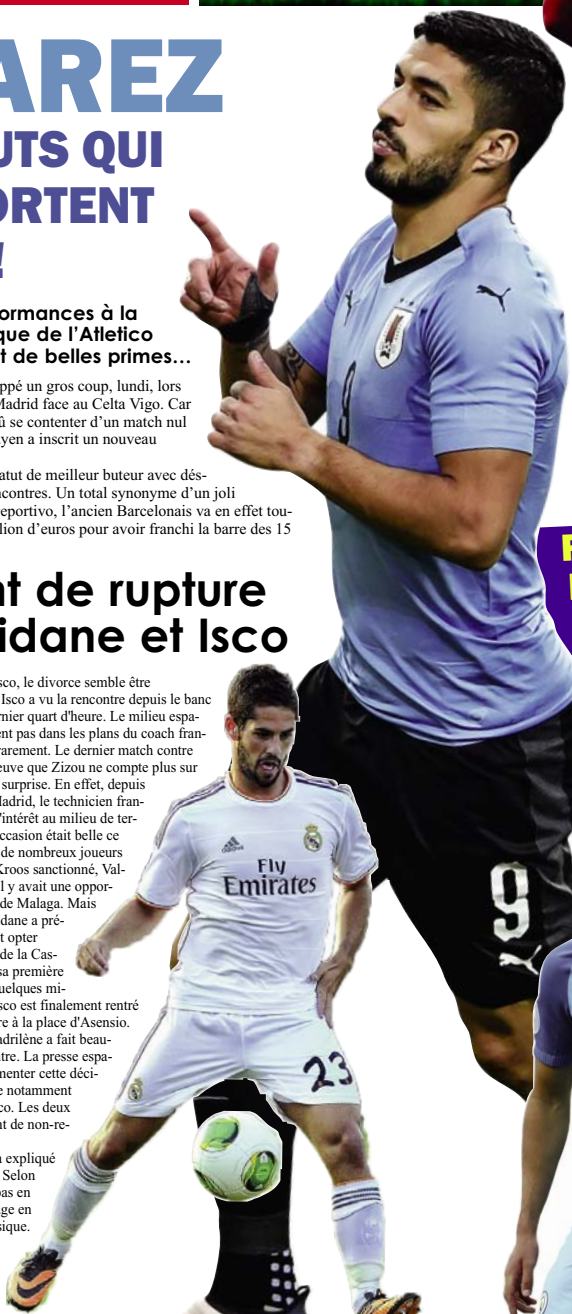 AREZ
UTS QUI
ORTENT
!
ormances à la
que de l'Atletico
t de belles primes…
ppé un gros coup, lundi, lors
Madrid face au Celta Vigo. Car
û se contenter d'un match nul
yen a inscrit un nouveau
atut de meilleur buteur avec dés-
ncontres. Un total synonyme d'un joli
eportivo, l'ancien Barcelonais va en effet tou-
lion d'euros pour avoir franchi la barre des 15
nt de rupture
idane et Isco
sco, le divorce semble être
Isco a vu la rencontre depuis le banc
rnier quart d'heure. Le milieu espa-
ent pas dans les plans du coach fran-
rarement. Le dernier match contre
euve que Zizou ne compte plus sur
surprise. En effet, depuis
Madrid, le technicien fran-
'intérêt au milieu de ter-
occasion était belle ce
de nombreux joueurs
Kroos sanctionné, Val-
l y avait une oppor-
de Malaga. Mais
idane a pré-
t opter
de la Cas-
sa première
uelques mi-
sco est finalement rentré
re à la place d'Asensio.
adrilène a fait beau-
tre. La presse espa-
menter cette déci-
e notamment
co. Les deux
nt de non-re-
n expliqué
Selon
pas en
ge en
sique.
adidas
Fly
Emirates
23
9